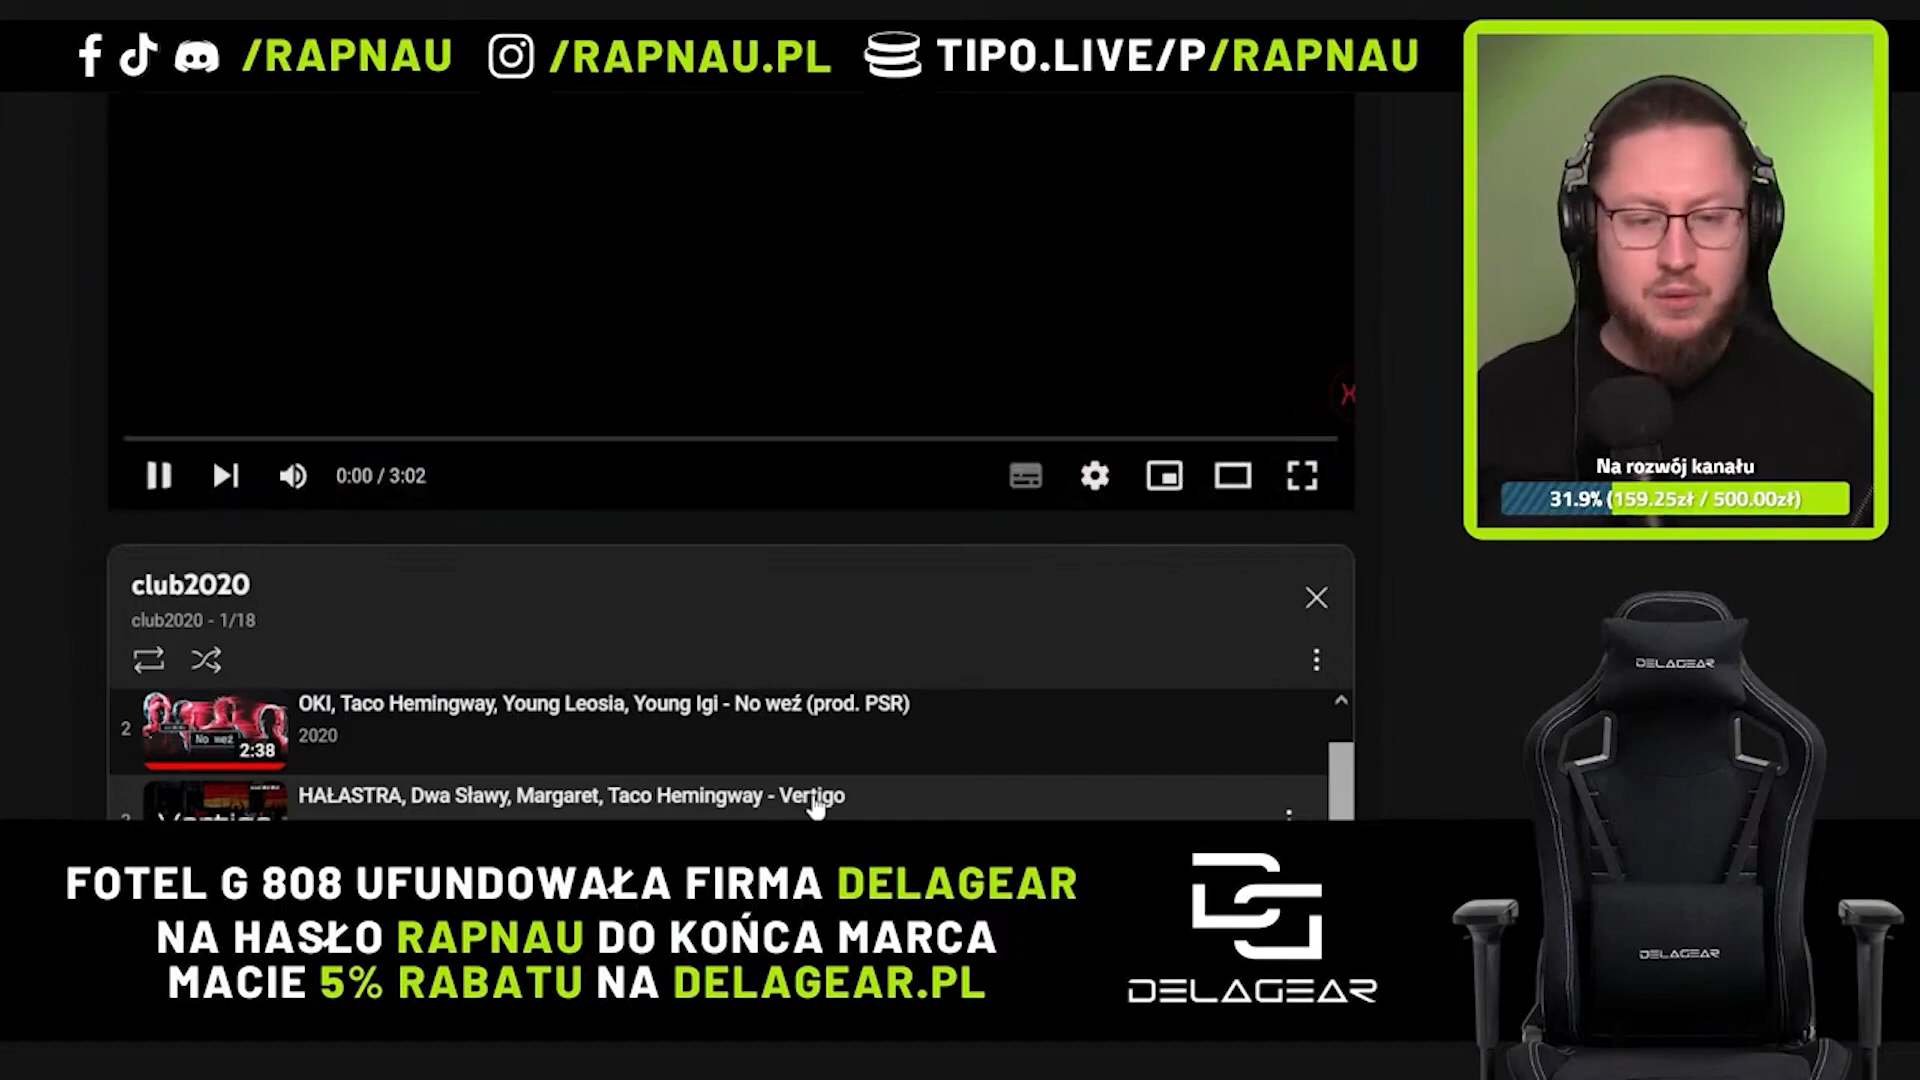 /RAPNAU /RAPNAU.PL TIPO.LIVE/P/RAPNAU
0:00 / 3:02
Na rozwój kanału
31.9% (159.25zł / 500.00zł)
club2020
club2020 - 1/18
2
OKI, Taco Hemingway, Young Leosia, Young Igi - No weź (prod. PSR)
2020
No weź
2:38
HAŁASTRA, Dwa Sławy, Margaret, Taco Hemingway - Vertigo
Vertigo
DELAGEAR
DELAGEAR
FOTEL G 808 UFUNDOWAŁA FIRMA DELAGEAR
NA HASŁO RAPNAU DO KOŃCA MARCA
MACIE 5% RABATU NA DELAGEAR.PL
DELAGEAR